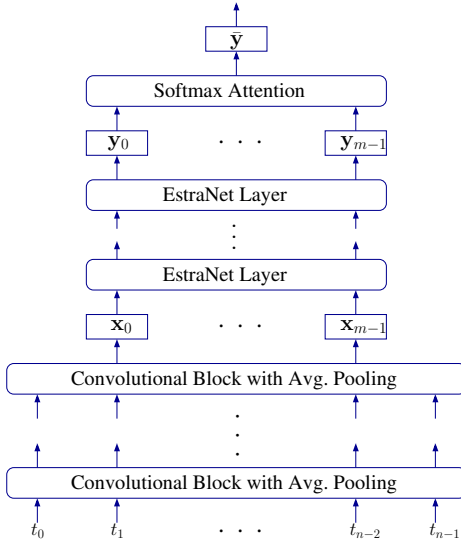 ȳ
Softmax Attention
y₀ . . . yₘ₋₁
EstraNet Layer
⋮
EstraNet Layer
x₀ . . . xₘ₋₁
Convolutional Block with Avg. Pooling
⋮
Convolutional Block with Avg. Pooling
t₀ t₁ . . . tₙ₋₂ tₙ₋₁